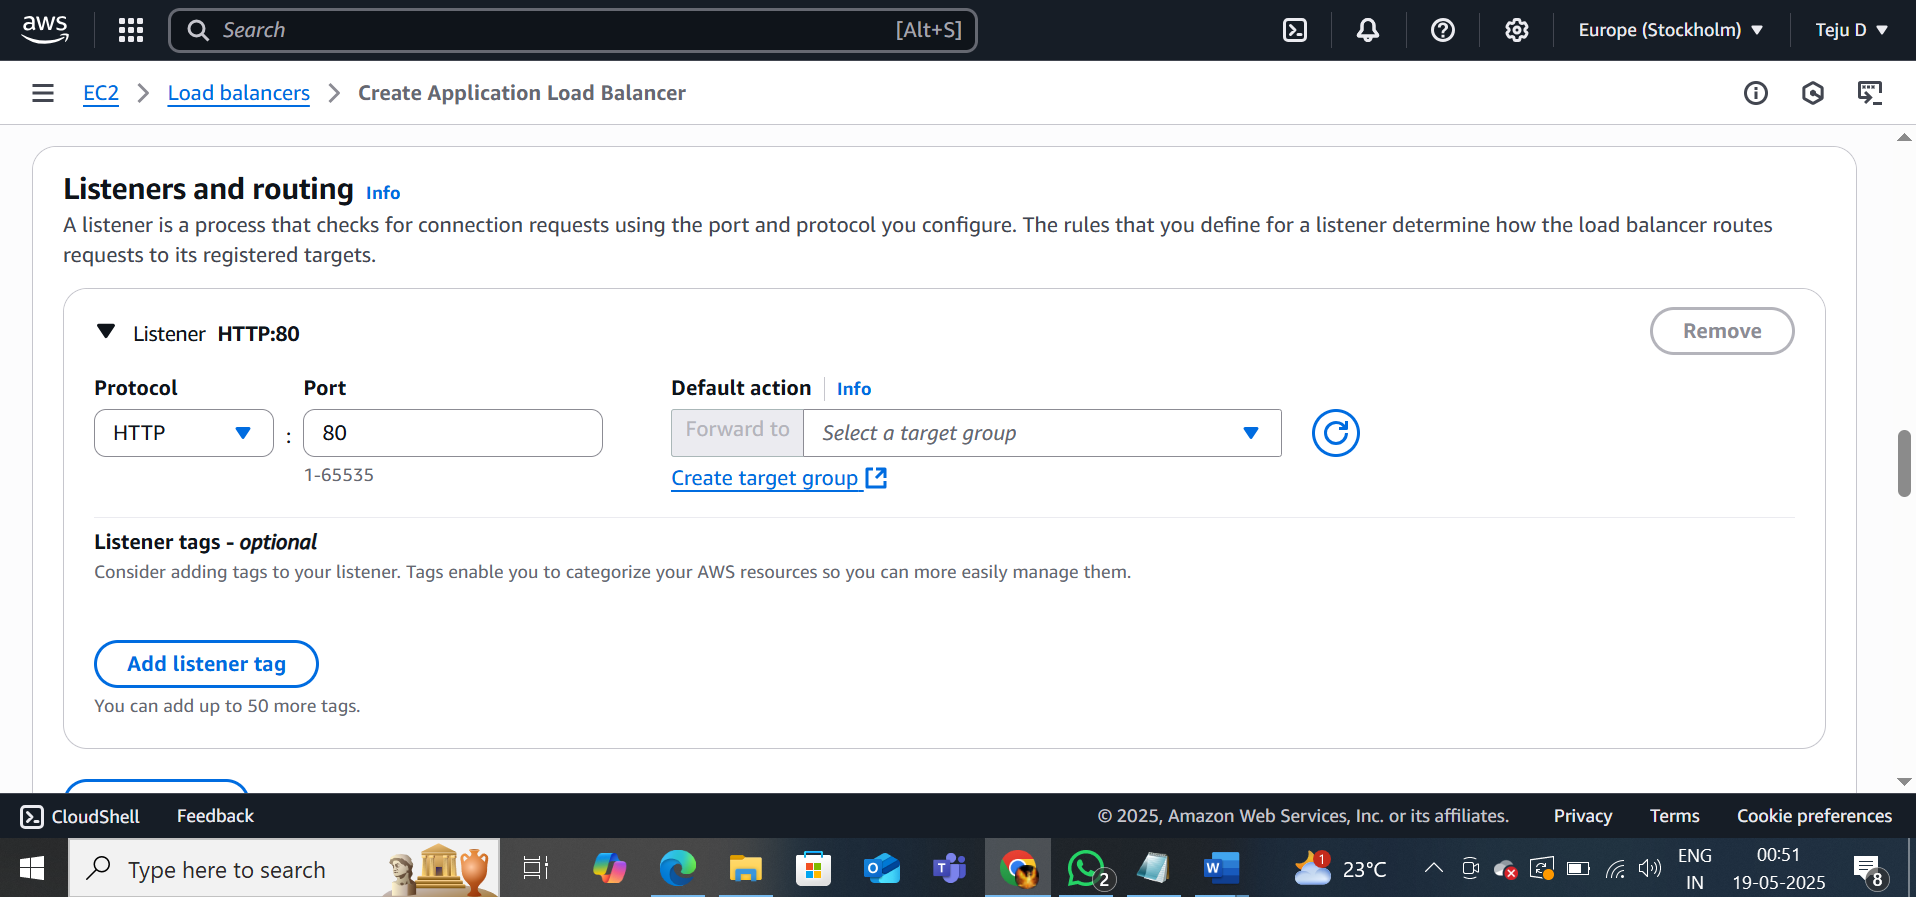 aws
Search [Alt+S]
Europe (Stockholm)
Teju D
EC2
Load balancers
Create Application Load Balancer
Listeners and routing Info
A listener is a process that checks for connection requests using the port and protocol you configure. The rules that you define for a listener determine how the load balancer routes
requests to its registered targets.
Listener HTTP:80
Remove
Protocol
Port
Default action
Info
HTTP
:
80
Forward to
Select a target group
1-65535
Create target group
Listener tags - optional
Consider adding tags to your listener. Tags enable you to categorize your AWS resources so you can more easily manage them.
Add listener tag
You can add up to 50 more tags.
CloudShell
Feedback
© 2025, Amazon Web Services, Inc. or its affiliates.
Privacy
Terms
Cookie preferences
Type here to search
2
1
23°C
ENG
IN
00:51
19-05-2025
8